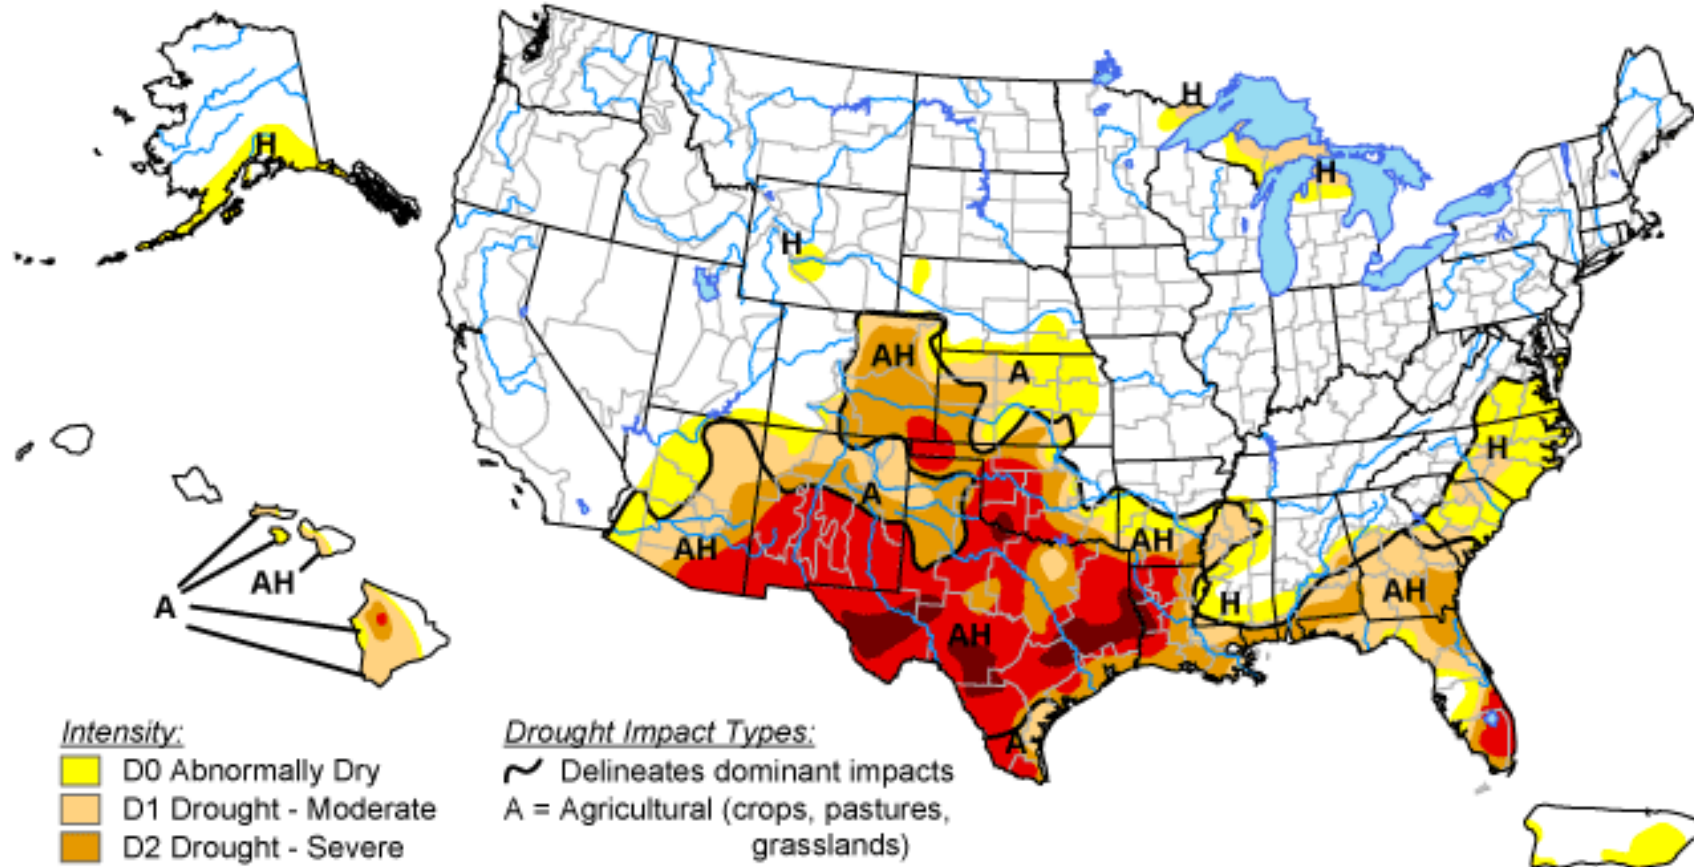 H
H
H
H
AH
A
H
A
AH
AH
AH
A
H
AH
AH
A
Intensity:
D0 Abnormally Dry
D1 Drought - Moderate
D2 Drought - Severe
Drought Impact Types:
Delineates dominant impacts
A = Agricultural (crops, pastures,
grasslands)